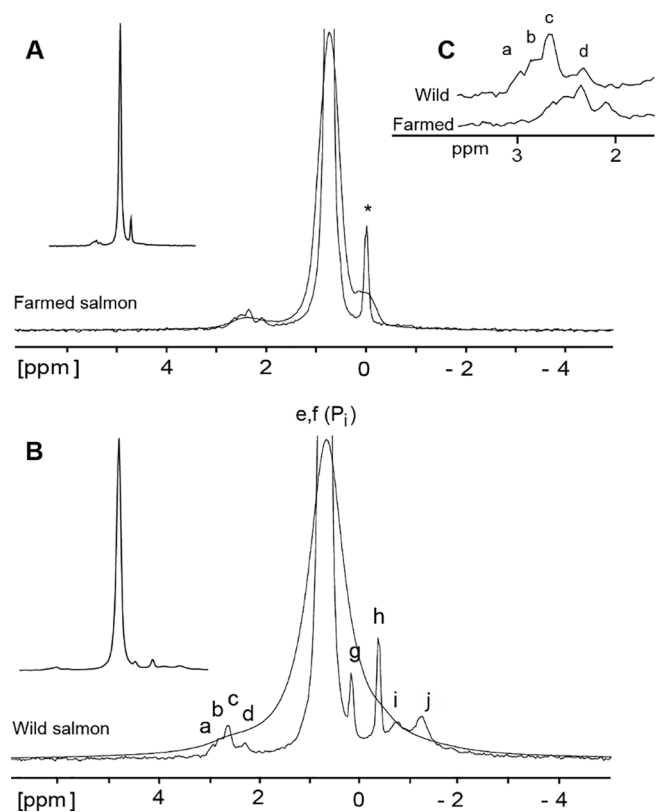 A
*
Farmed salmon
[ppm] 4 2 0 - 2 - 4
C
a b c d
Wild
Farmed
ppm 3 2
B
e,f (Pi)
g h i j
a b c d
Wild salmon
[ppm] 4 2 0 - 2 - 4